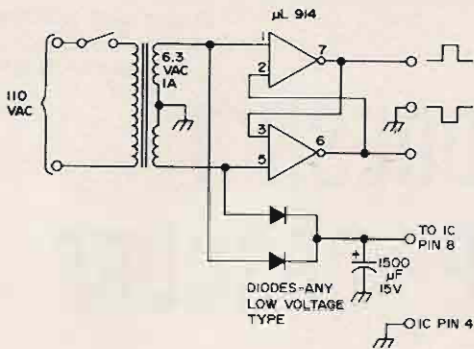 μL 914
110
VAC
6.3
VAC
1A
1
2
7
3
5
6
TO IC
PIN 8
+
1500
μF
15V
DIODES-ANY
LOW VOLTAGE
TYPE
IC PIN 4